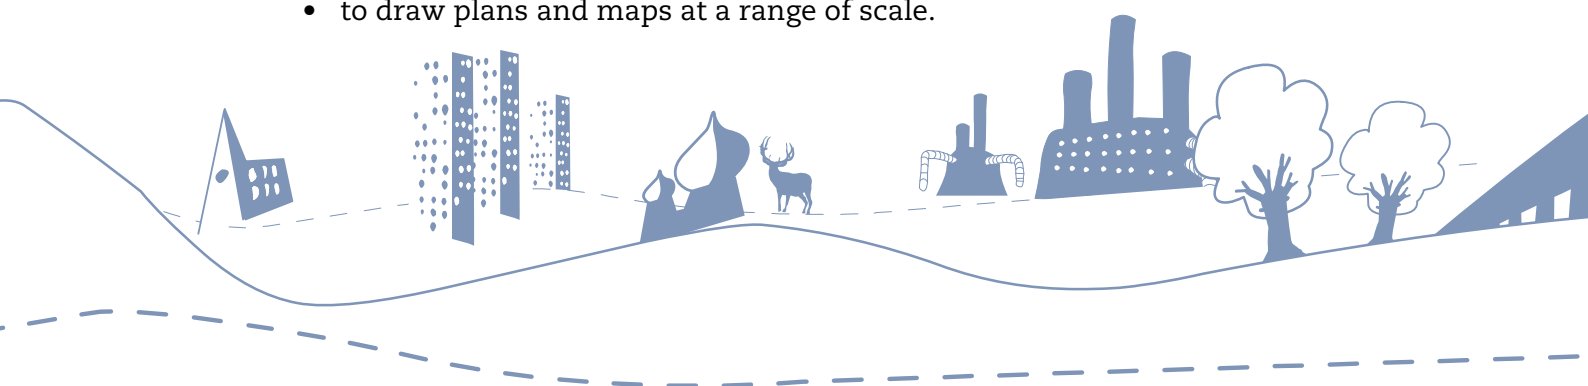 • to draw plans and maps at a range of scale.